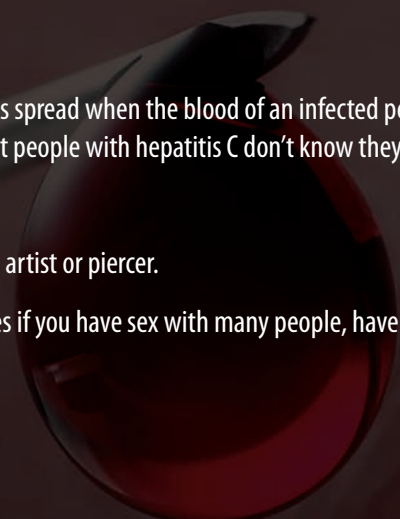 s spread when the blood of an infected pe
t people with hepatitis C don’t know they
artist or piercer.
es if you have sex with many people, have